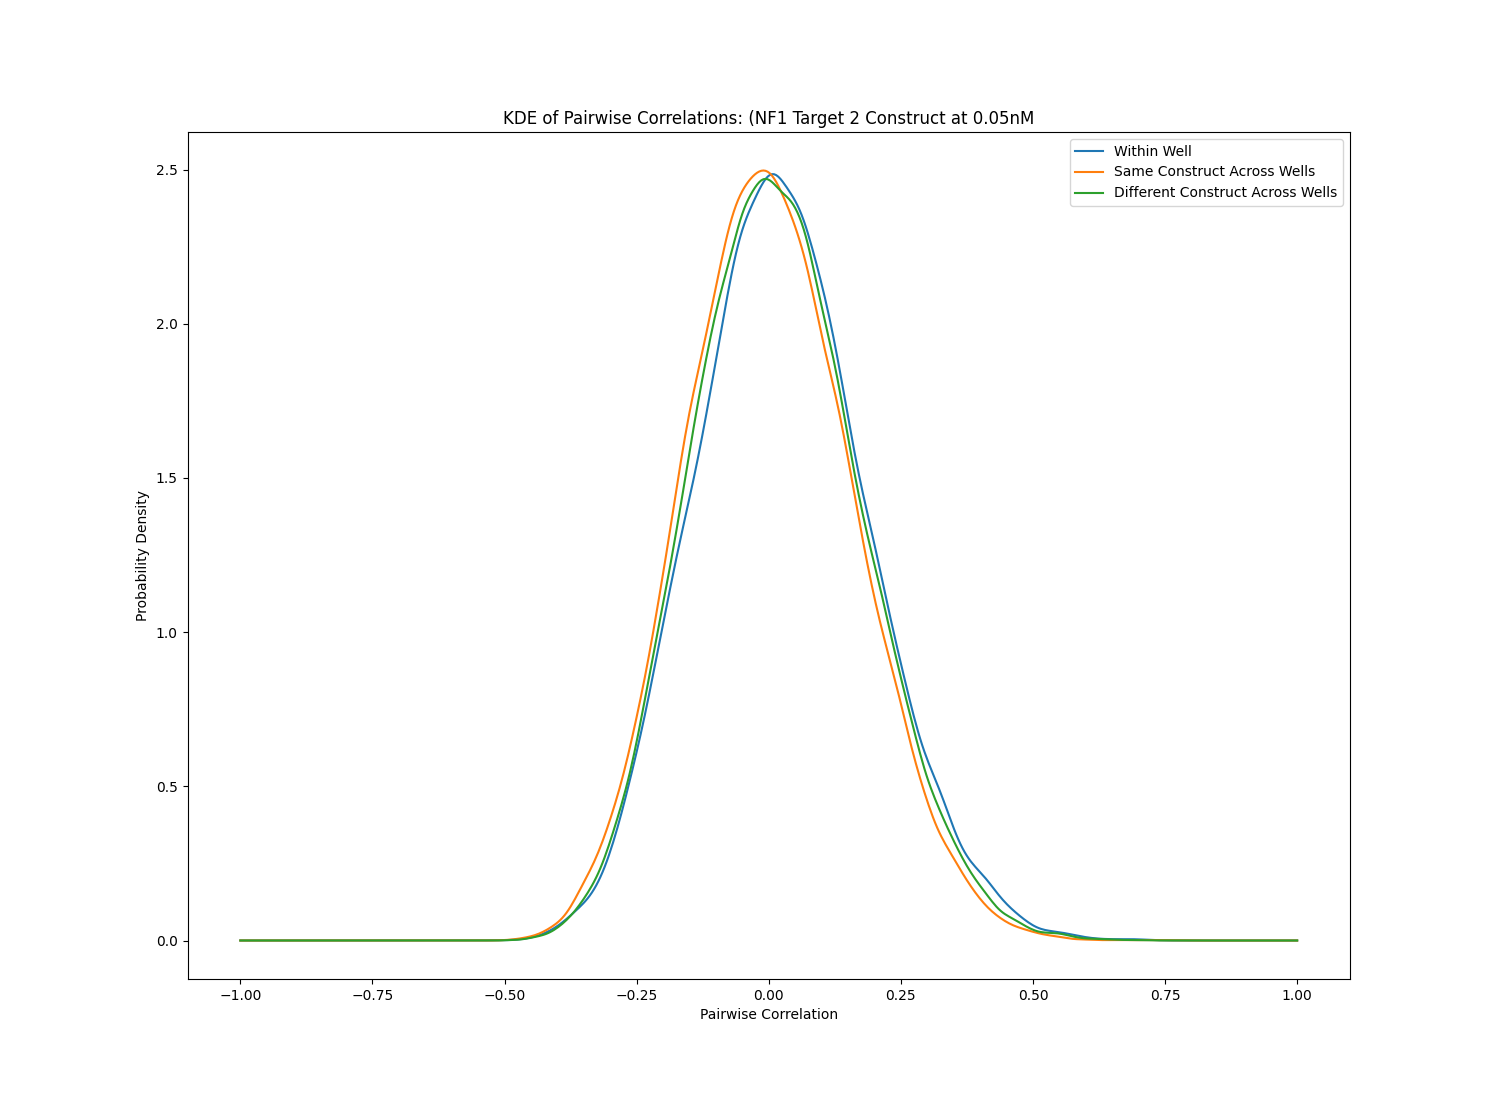 KDE of Pairwise Correlations: (NF1 Target 2 Construct at 0.05nM
Within Well
Same Construct Across Wells
Different Construct Across Wells
Probability Density
2.5
2.0
1.5
1.0
0.5
0.0
−1.00 −0.75 −0.50 −0.25 0.00 0.25 0.50 0.75 1.00
Pairwise Correlation